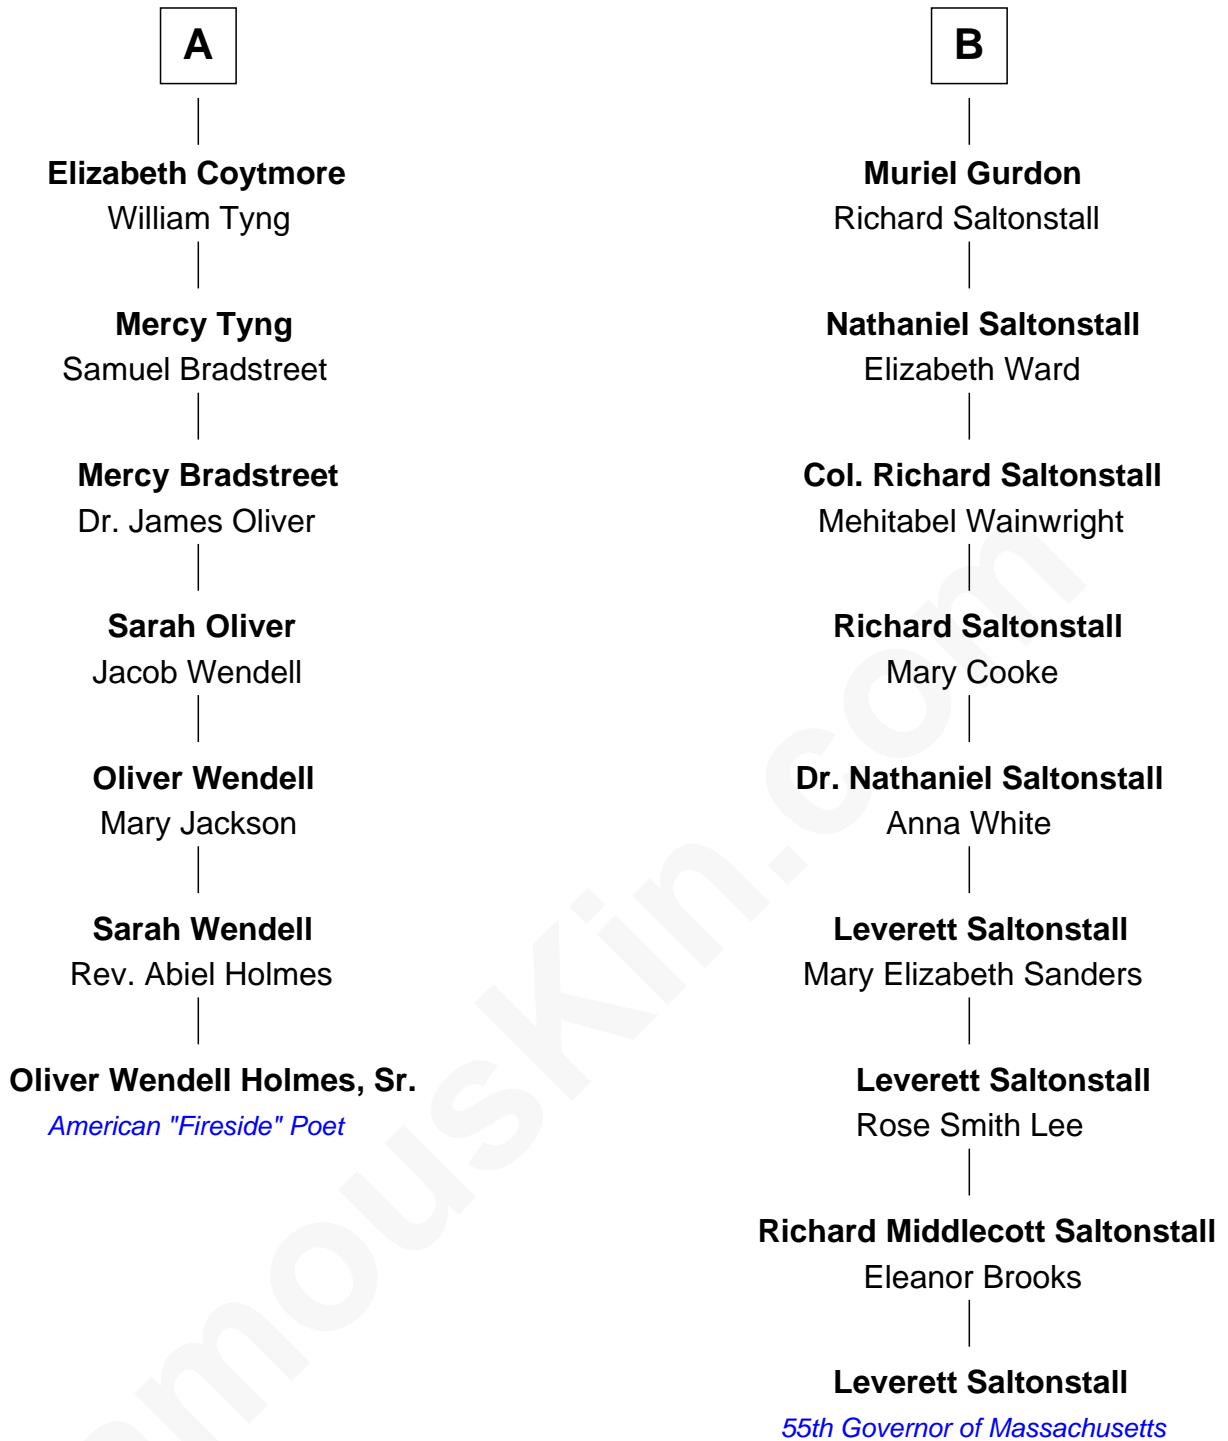 A
Elizabeth Coytmore
William Tyng
Mercy Tyng
Samuel Bradstreet
Mercy Bradstreet
Dr. James Oliver
Sarah Oliver
Jacob Wendell
Oliver Wendell
Mary Jackson
Sarah Wendell
Rev. Abiel Holmes
Oliver Wendell Holmes, Sr.
American "Fireside" Poet
B
Muriel Gurdon
Richard Saltonstall
Nathaniel Saltonstall
Elizabeth Ward
Col. Richard Saltonstall
Mehitabel Wainwright
Richard Saltonstall
Mary Cooke
Dr. Nathaniel Saltonstall
Anna White
Leverett Saltonstall
Mary Elizabeth Sanders
Leverett Saltonstall
Rose Smith Lee
Richard Middlecott Saltonstall
Eleanor Brooks
Leverett Saltonstall
55th Governor of Massachusetts
amouskin.com